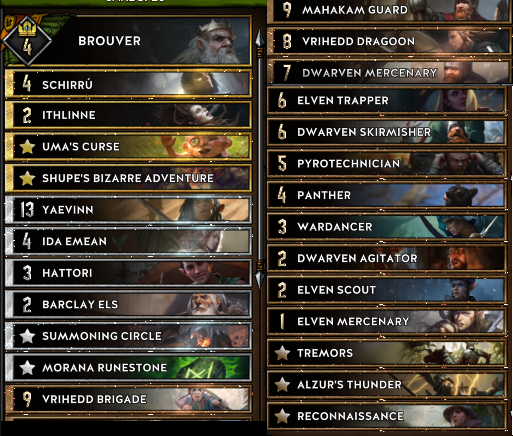 4 BROUVER
4 SCHIRRÚ
2 ITHLINNE
UMA'S CURSE
SHUPE'S BIZARRE ADVENTURE
13 YAEVINN
4 IDA EMEAN
3 HATTORI
2 BARCLAY ELS
SUMMONING CIRCLE
MORANA RUNESTONE
9 VRIHEDD BRIGADE
9 MAHAKAM GUARD
8 VRIHEDD DRAGOON
7 DWARVEN MERCENARY
6 ELVEN TRAPPER
6 DWARVEN SKIRMISHER
5 PYROTECHNICIAN
4 PANTHER
3 WARDANCER
2 DWARVEN AGITATOR
2 ELVEN SCOUT
1 ELVEN MERCENARY
TREMORS
ALZUR'S THUNDER
RECONNAISSANCE